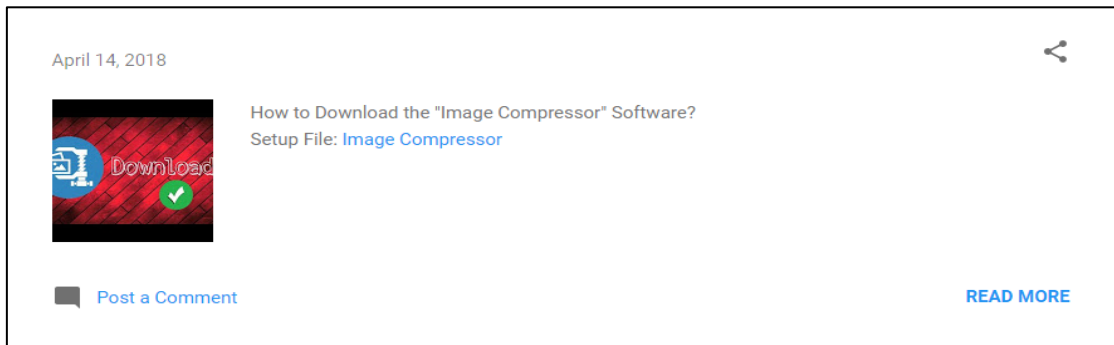 April 14, 2018
How to Download the "Image Compressor" Software?
Setup File: Image Compressor
Download
Post a Comment
READ MORE